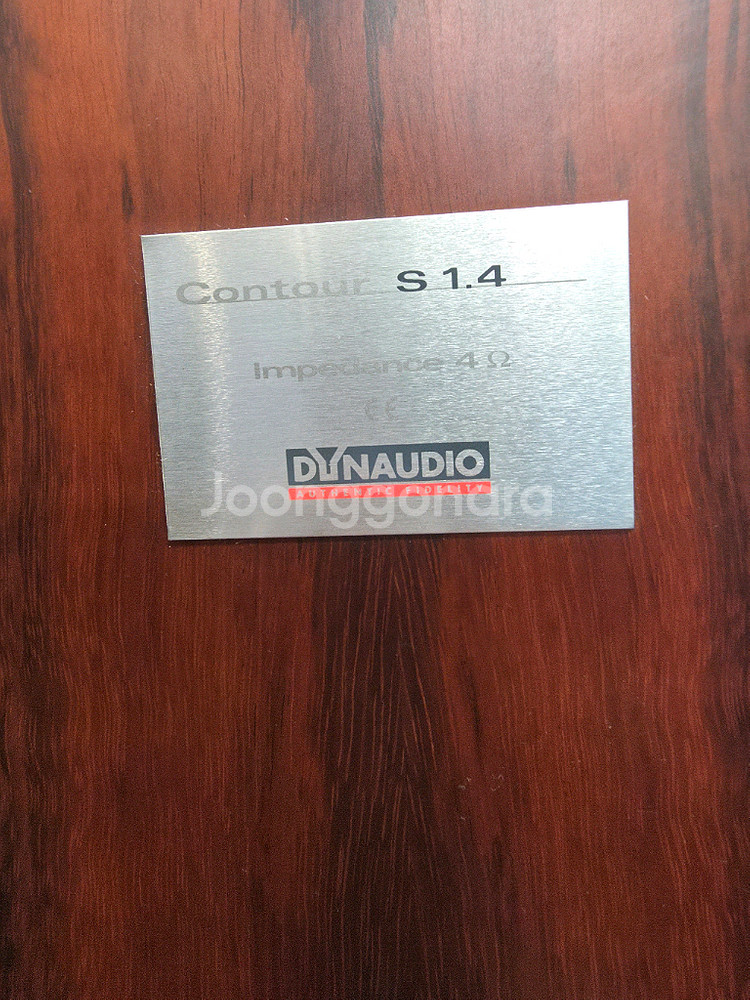 Contour S 1.4
Impedance 4 Ω
CE
DYNAUDIO
AUTHENTIC FIDELITY
Joonggonara